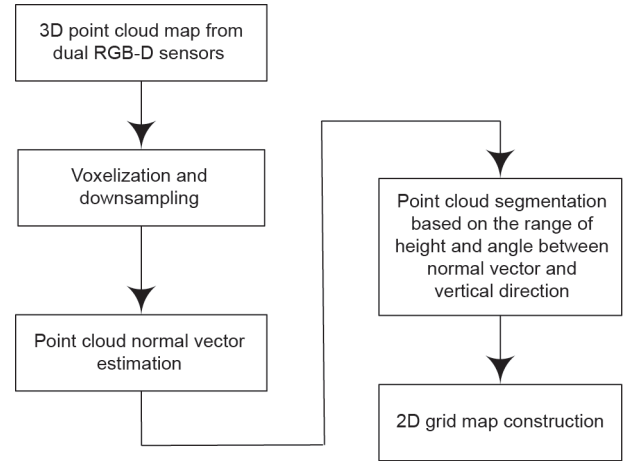 3D point cloud map from
dual RGB-D sensors
Voxelization and
downsampling
Point cloud normal vector
estimation
Point cloud segmentation
based on the range of
height and angle between
normal vector and
vertical direction
2D grid map construction